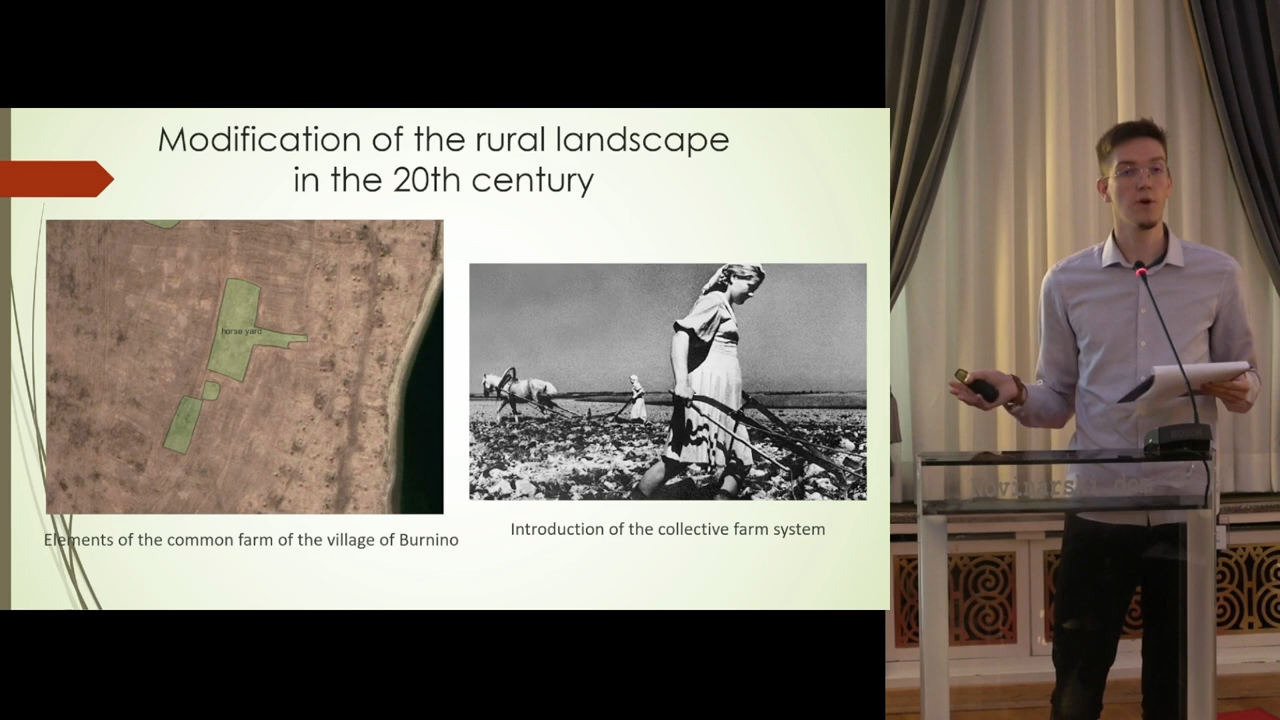 Modification of the rural landscape
in the 20th century
horse yard
Elements of the common farm of the village of Burnino
Introduction of the collective farm system